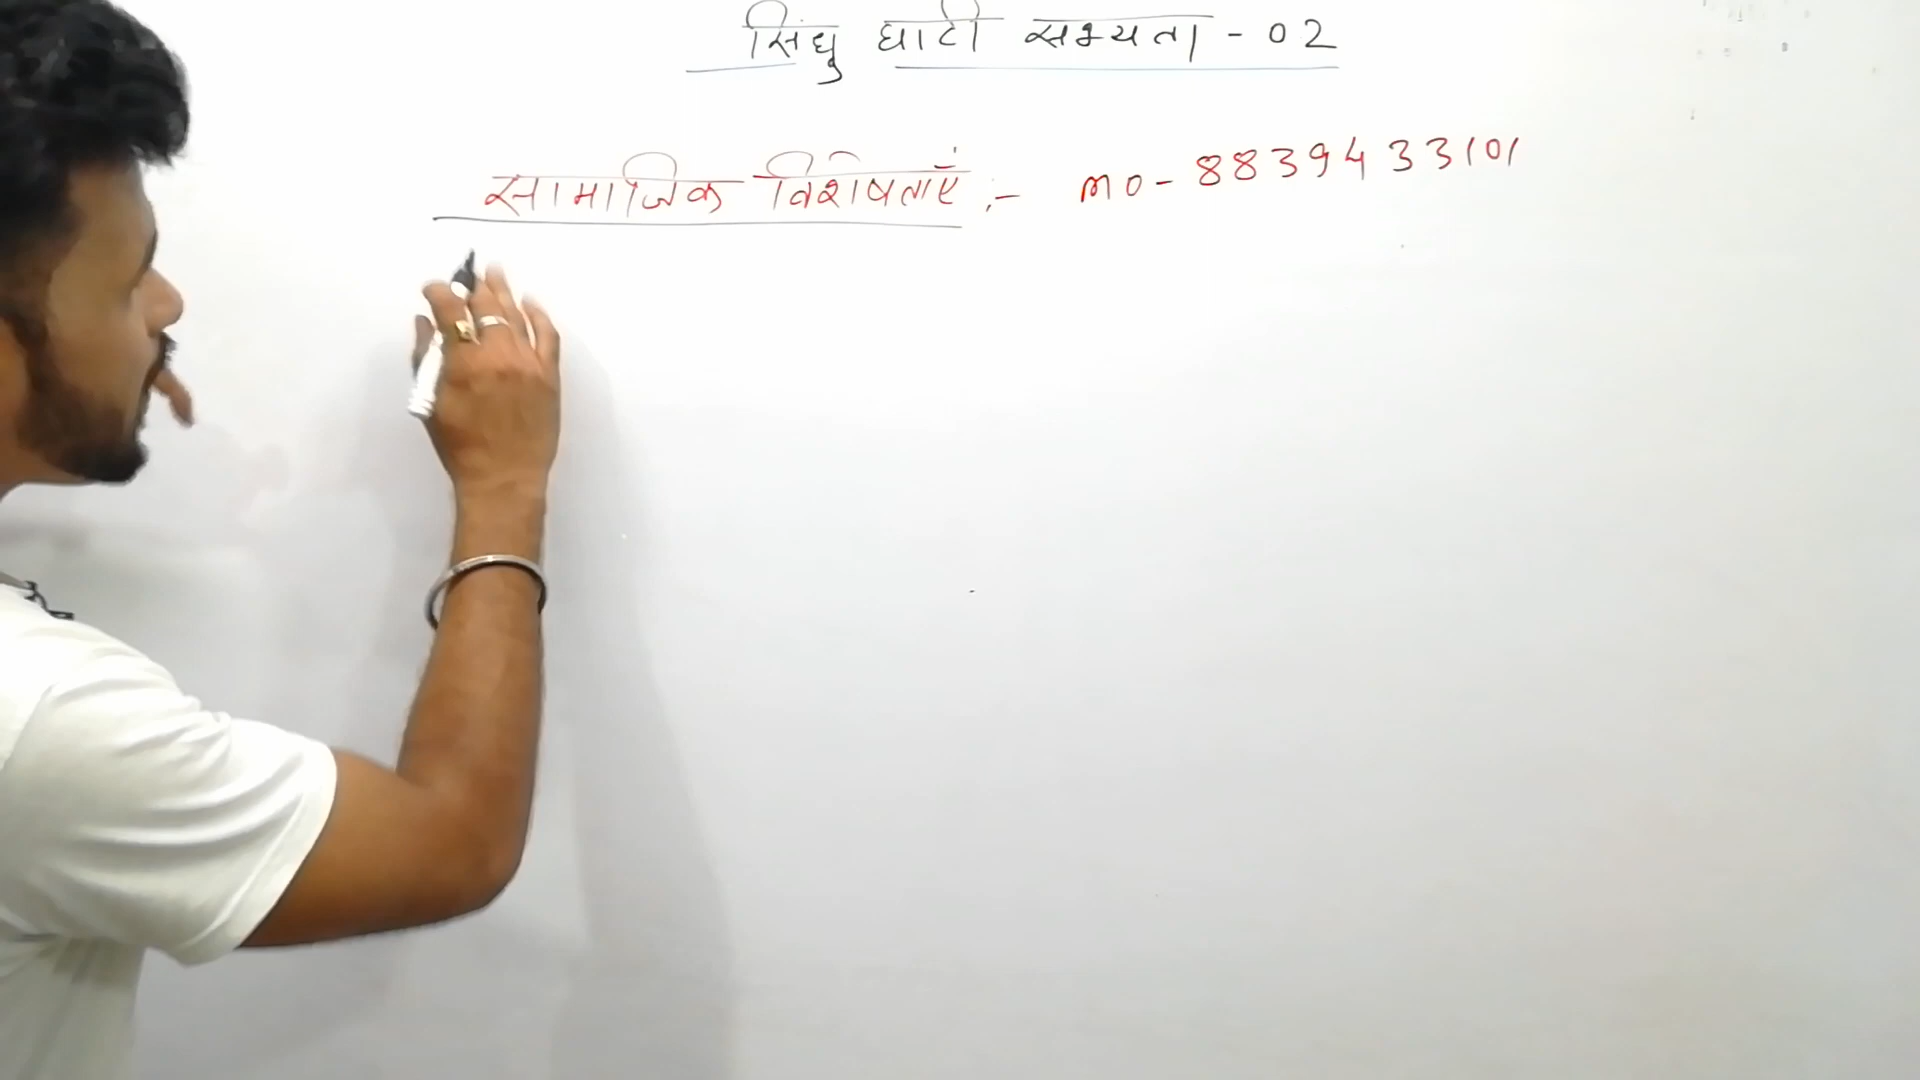 सिंधु घाटी सभ्यता - 02
सामाजिक विशेषताएं :- mo - 8839433101